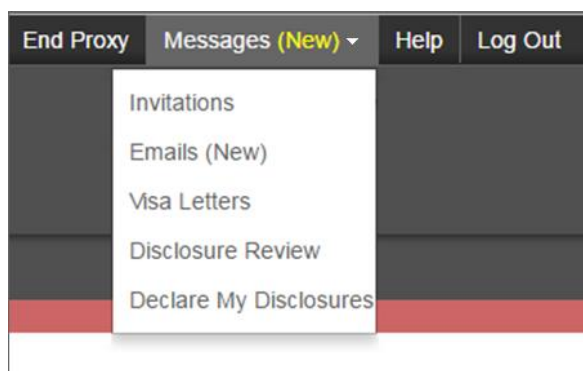 End Proxy Messages (New) Help Log Out
Invitations
Emails (New)
Visa Letters
Disclosure Review
Declare My Disclosures